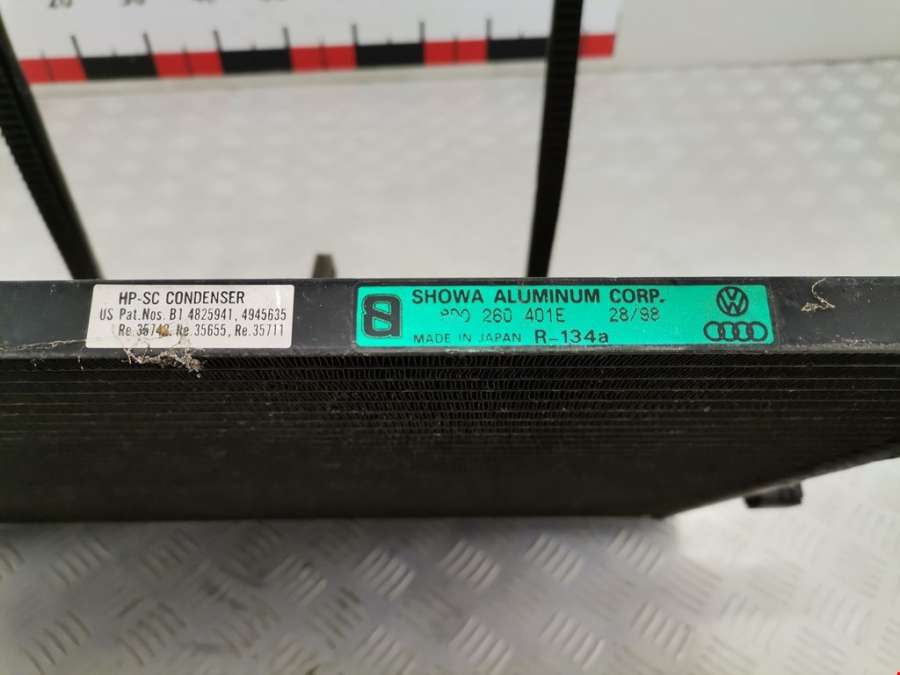 HP-SC CONDENSER
US Pat.Nos. B1 4825941, 4945635
Re.35742, Re.35655, Re.35711
SHOWA ALUMINUM CORP.
260 401E 28/98
MADE IN JAPAN R-134a